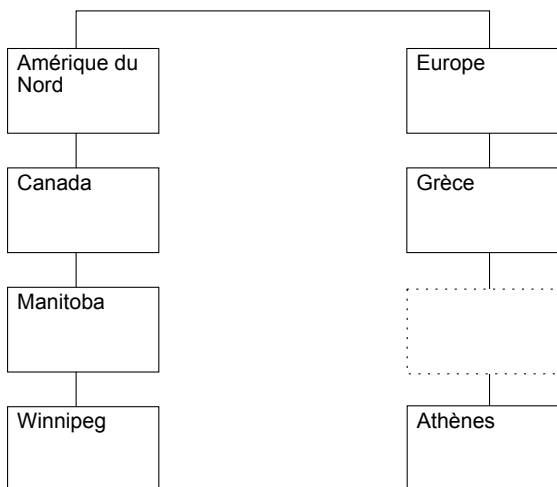 Amérique du
Nord
Europe
Canada
Grèce
Manitoba
Winnipeg
Athènes